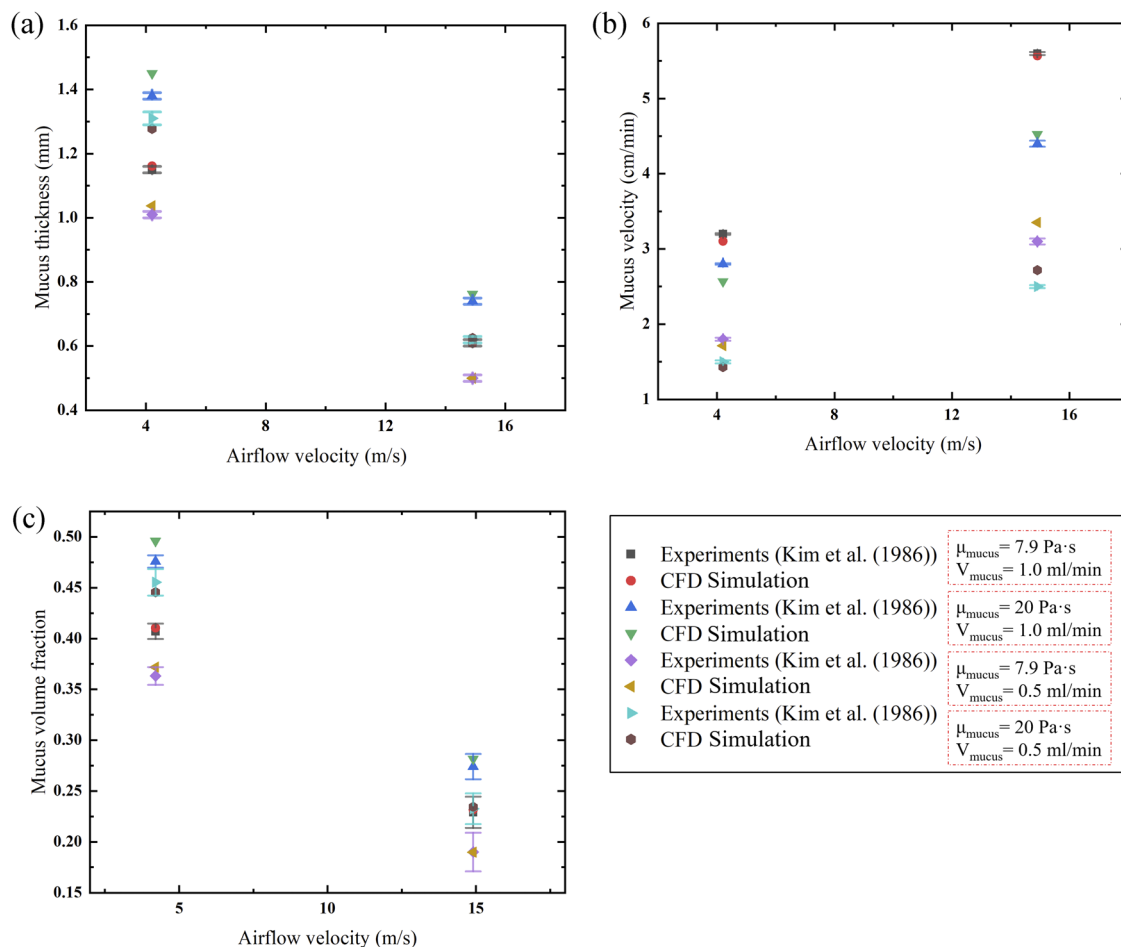 (a)
1.6
1.4
1.2
1.0
0.8
0.6
0.4
Mucus thickness (mm)
4
8
12
16
Airflow velocity (m/s)
(b)
6
5
4
3
2
1
Mucus velocity (cm/min)
4
8
12
16
Airflow velocity (m/s)
(c)
0.50
0.45
0.40
0.35
0.30
0.25
0.20
0.15
Mucus volume fraction
5
10
15
Airflow velocity (m/s)
Experiments (Kim et al. (1986))
CFD Simulation
μmucus= 7.9 Pa·s
Vmucus= 1.0 ml/min
Experiments (Kim et al. (1986))
CFD Simulation
μmucus= 20 Pa·s
Vmucus= 1.0 ml/min
Experiments (Kim et al. (1986))
CFD Simulation
μmucus= 7.9 Pa·s
Vmucus= 0.5 ml/min
Experiments (Kim et al. (1986))
CFD Simulation
μmucus= 20 Pa·s
Vmucus= 0.5 ml/min